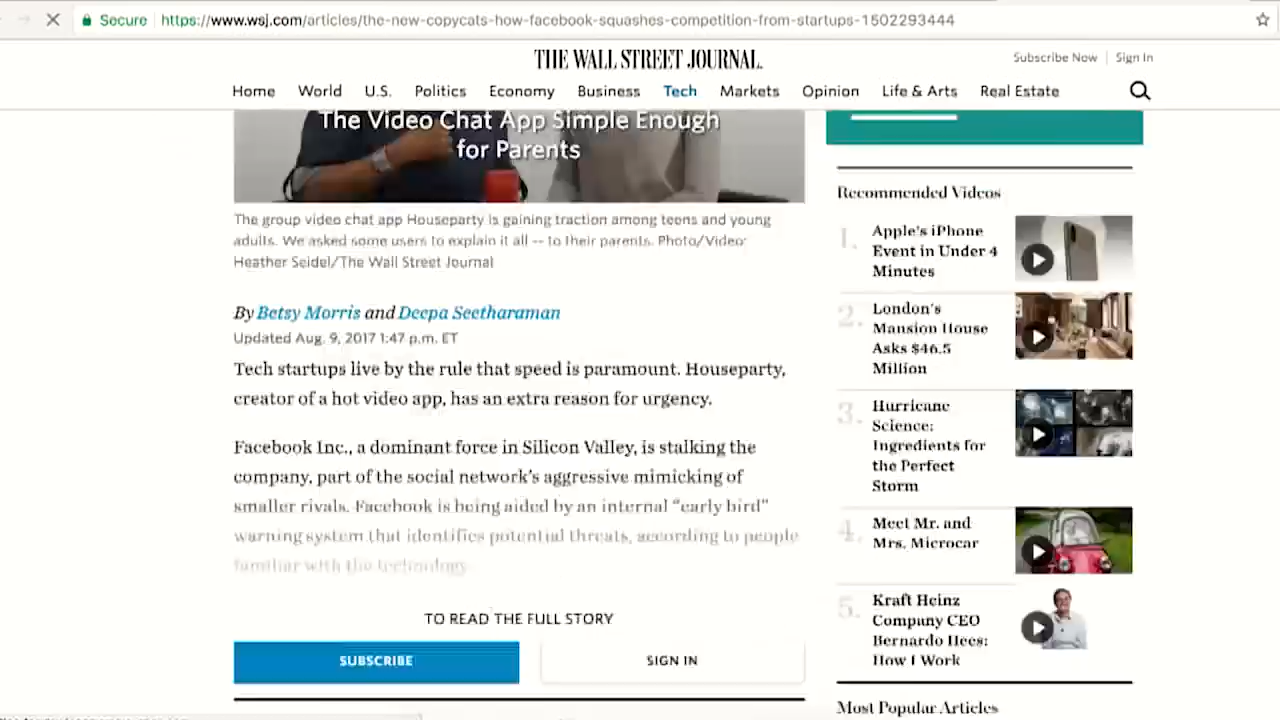 Secure https://www.wsj.com/articles/the-new-copycats-how-facebook-squashes-competition-from-startups-1502293444
THE WALL STREET JOURNAL.
Subscribe Now Sign In
Home World U.S. Politics Economy Business Tech Markets Opinion Life & Arts Real Estate
The Video Chat App Simple Enough
for Parents
The group video chat app Houseparty is gaining traction among teens and young
adults. We asked some users to explain it all -- to their parents. Photo/Video:
Heather Seidel/The Wall Street Journal
By Betsy Morris and Deepa Seetharaman
Updated Aug. 9, 2017 1:47 p.m. ET
Tech startups live by the rule that speed is paramount. Houseparty,
creator of a hot video app, has an extra reason for urgency.
Facebook Inc., a dominant force in Silicon Valley, is stalking the
company, part of the social network's aggressive mimicking of
smaller rivals. Facebook is being aided by an internal "early bird"
warning system that identifies potential threats, according to people
familiar with the technology.
TO READ THE FULL STORY
SUBSCRIBE SIGN IN
Recommended Videos
1. Apple's iPhone
Event in Under 4
Minutes
2. London's
Mansion House
Asks $46.5
Million
3. Hurricane
Science:
Ingredients for
the Perfect
Storm
4. Meet Mr. and
Mrs. Microcar
5. Kraft Heinz
Company CEO
Bernardo Hees:
How I Work
Most Popular Articles